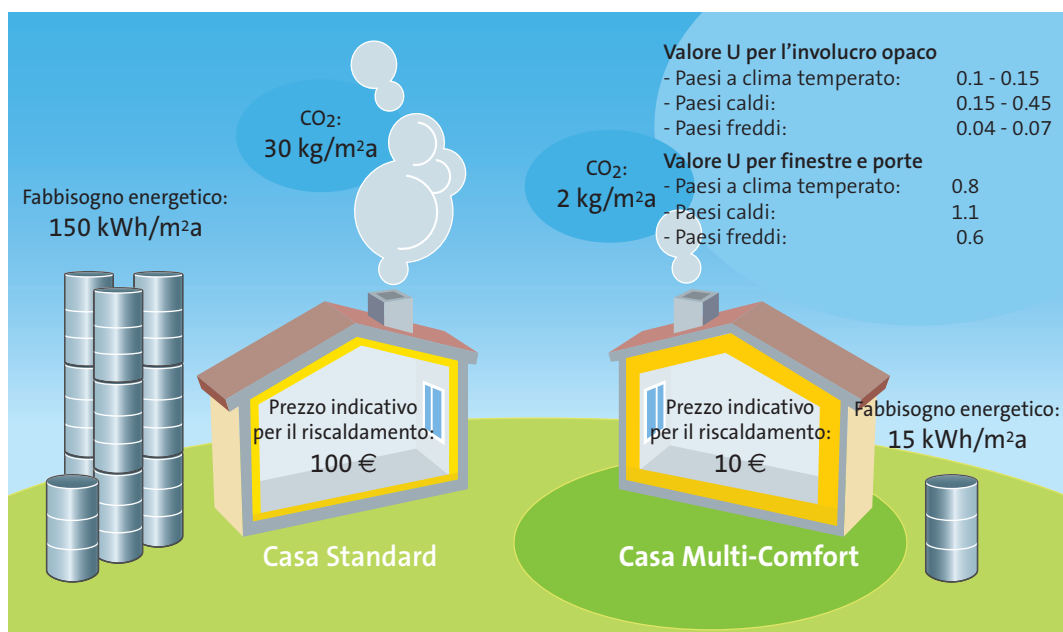 Valore U per l'involucro opaco
- Paesi a clima temperato: 0.1 - 0.15
- Paesi caldi: 0.15 - 0.45
- Paesi freddi: 0.04 - 0.07
Valore U per finestre e porte
- Paesi a clima temperato: 0.8
- Paesi caldi: 1.1
- Paesi freddi: 0.6
CO2:
30 kg/m²a
CO2:
2 kg/m²a
Fabbisogno energetico:
150 kWh/m²a
Prezzo indicativo
per il riscaldamento:
100 €
Prezzo indicativo
per il riscaldamento:
10 €
Fabbisogno energetico:
15 kWh/m²a
Casa Standard
Casa Multi-Comfort